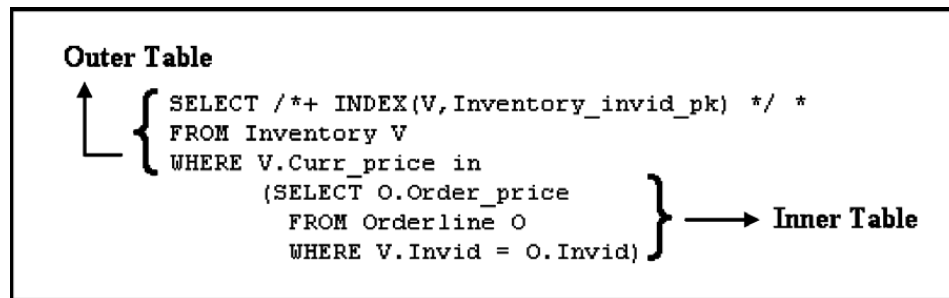 Outer Table
SELECT /*+ INDEX(V,Inventory_invid_pk) */ *
FROM Inventory V
WHERE V.Curr_price in
(SELECT O.Order_price
FROM Orderline O
WHERE V.Invid = O.Invid)
Inner Table